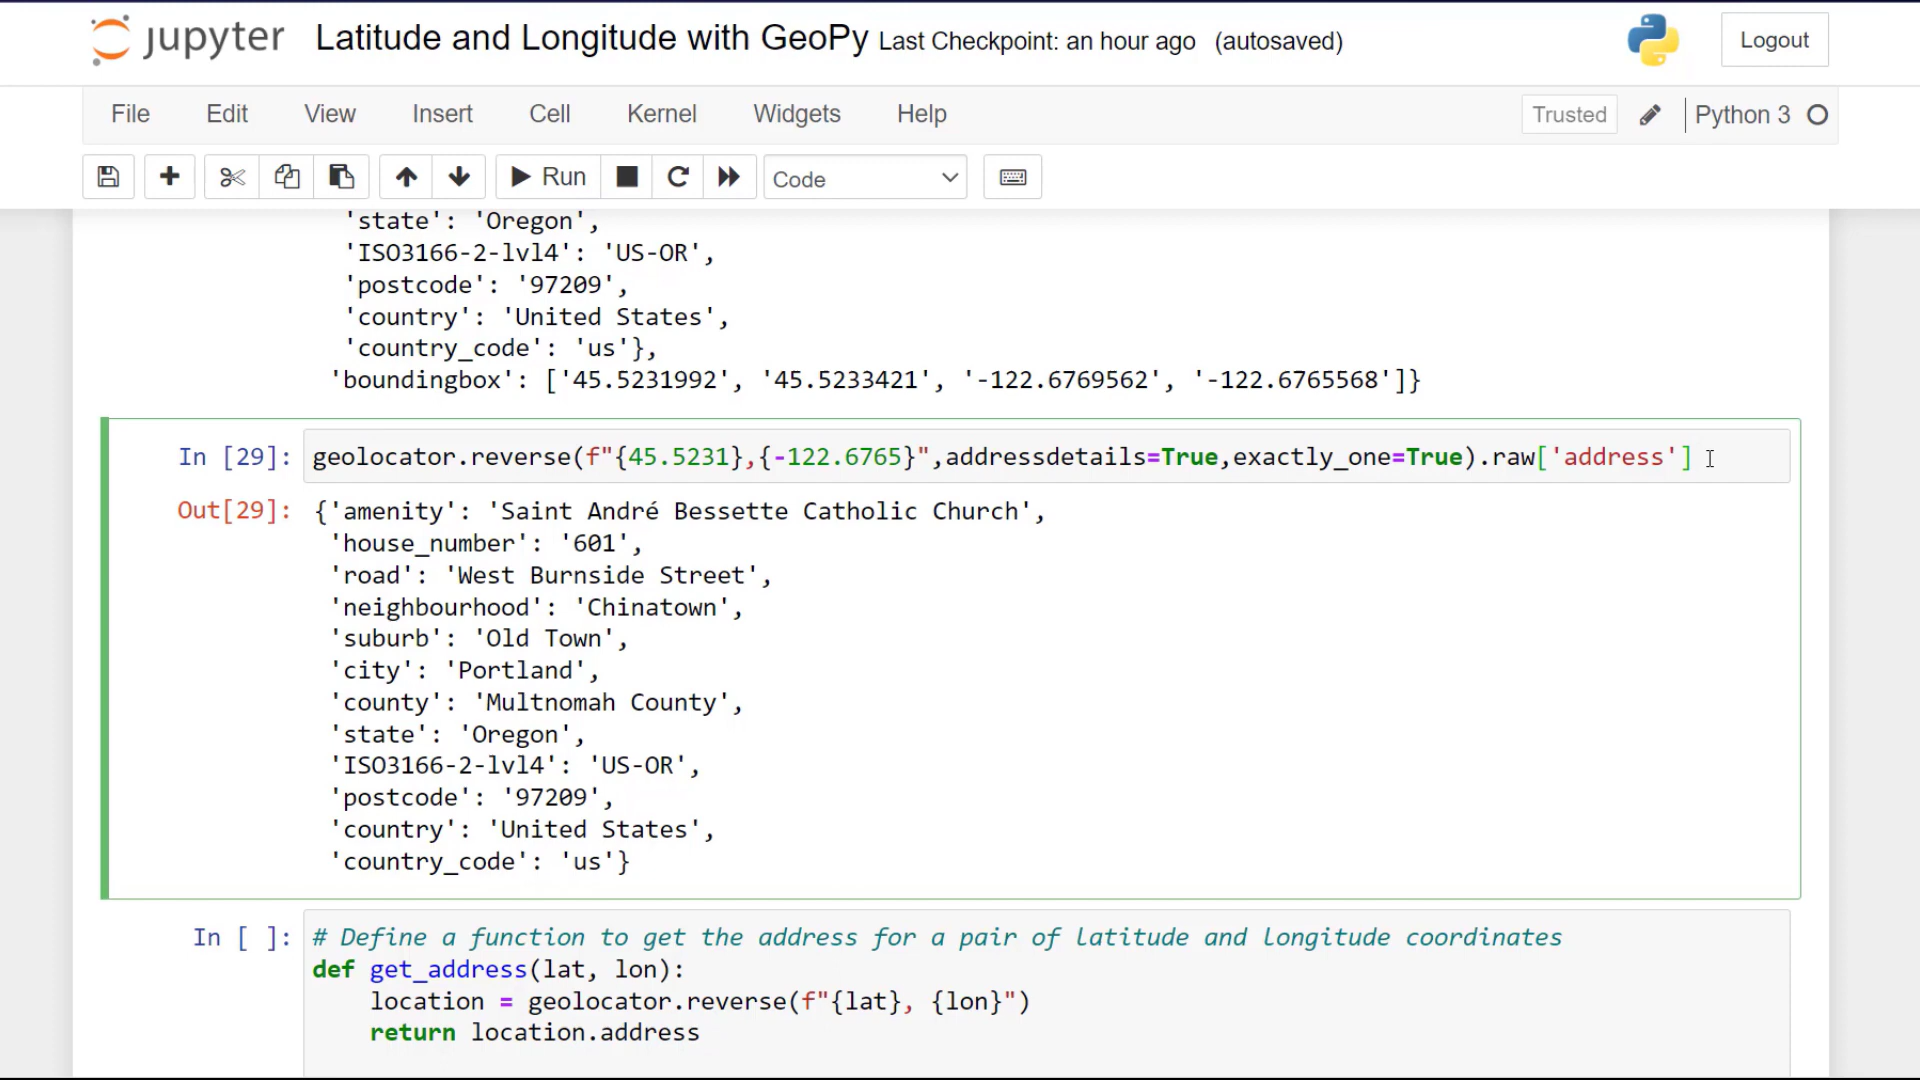 jupyter Latitude and Longitude with GeoPy Last Checkpoint: an hour ago (autosaved) Logout
File Edit View Insert Cell Kernel Widgets Help Trusted Python 3
Run Code
'state': 'Oregon',
'ISO3166-2-lvl4': 'US-OR',
'postcode': '97209',
'country': 'United States',
'country_code': 'us'},
'boundingbox': ['45.5231992', '45.5233421', '-122.6769562', '-122.6765568']}
In [29]: geolocator.reverse(f"{45.5231},{-122.6765}",addressdetails=True,exactly_one=True).raw['address']
Out[29]: {'amenity': 'Saint André Bessette Catholic Church',
'house_number': '601',
'road': 'West Burnside Street',
'neighbourhood': 'Chinatown',
'suburb': 'Old Town',
'city': 'Portland',
'county': 'Multnomah County',
'state': 'Oregon',
'ISO3166-2-lvl4': 'US-OR',
'postcode': '97209',
'country': 'United States',
'country_code': 'us'}
In [ ]: # Define a function to get the address for a pair of latitude and longitude coordinates
def get_address(lat, lon):
location = geolocator.reverse(f"{lat}, {lon}")
return location.address